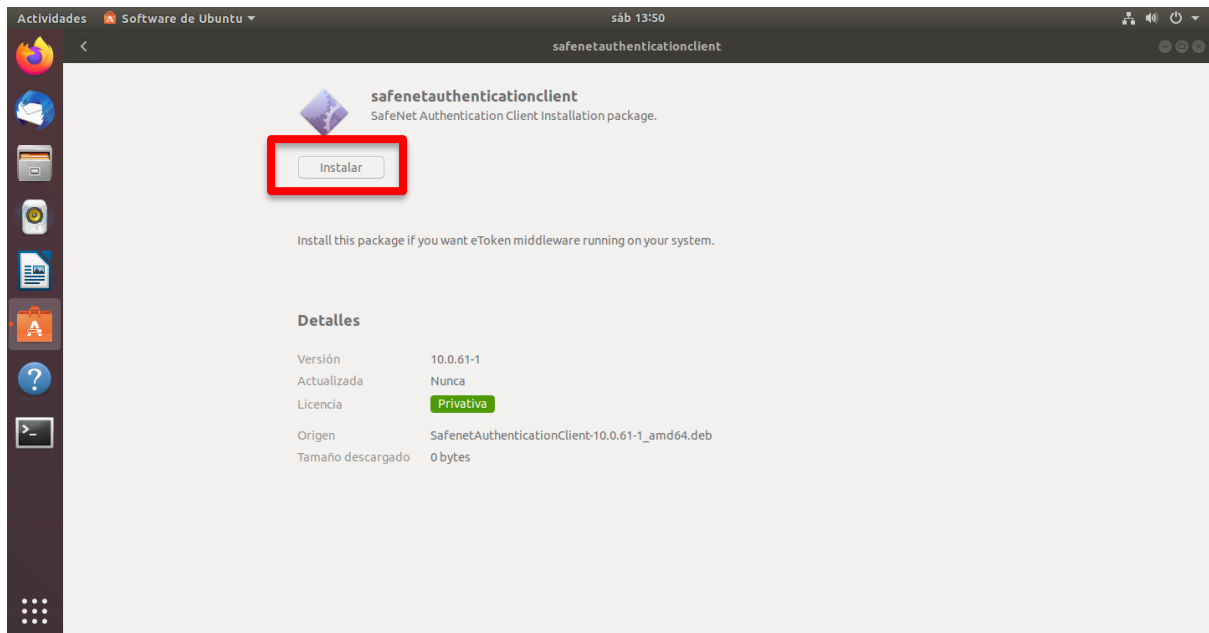 Actividades Software de Ubuntu sáb 13:50
safenetauthenticationclient
safenetauthenticationclient
SafeNet Authentication Client Installation package.
Instalar
Install this package if you want eToken middleware running on your system.
Detalles
Versión 10.0.61-1
Actualizada Nunca
Licencia Privativa
Origen SafenetAuthenticationClient-10.0.61-1_amd64.deb
Tamaño descargado 0 bytes